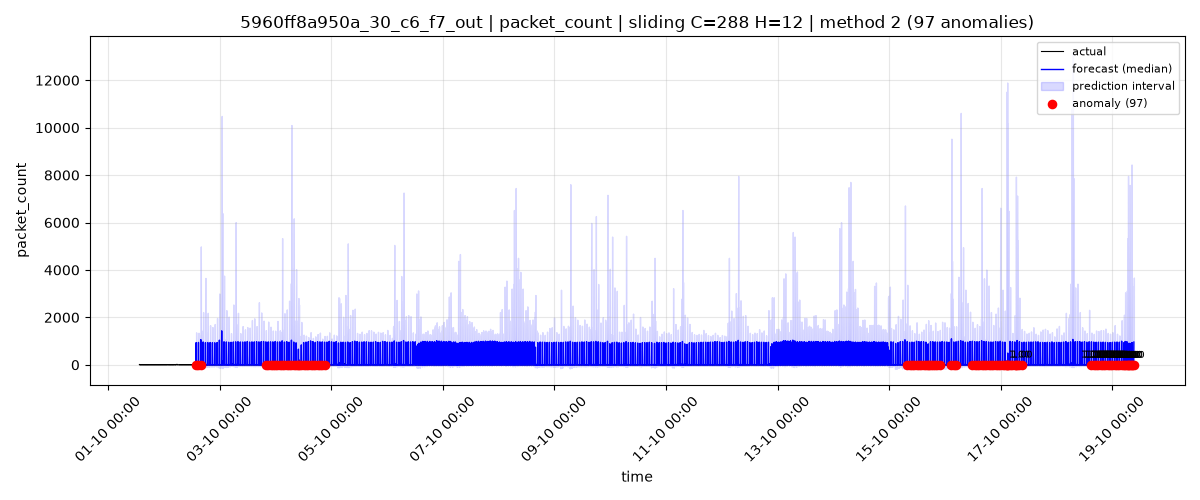 5960ff8a950a_30_c6_f7_out | packet_count | sliding C=288 H=12 | method 2 (97 anomalies)
actual
forecast (median)
prediction interval
anomaly (97)
packet_count
12000
10000
8000
6000
4000
2000
0
01-10 00:00
03-10 00:00
05-10 00:00
07-10 00:00
09-10 00:00
11-10 00:00
13-10 00:00
15-10 00:00
17-10 00:00
19-10 00:00
time